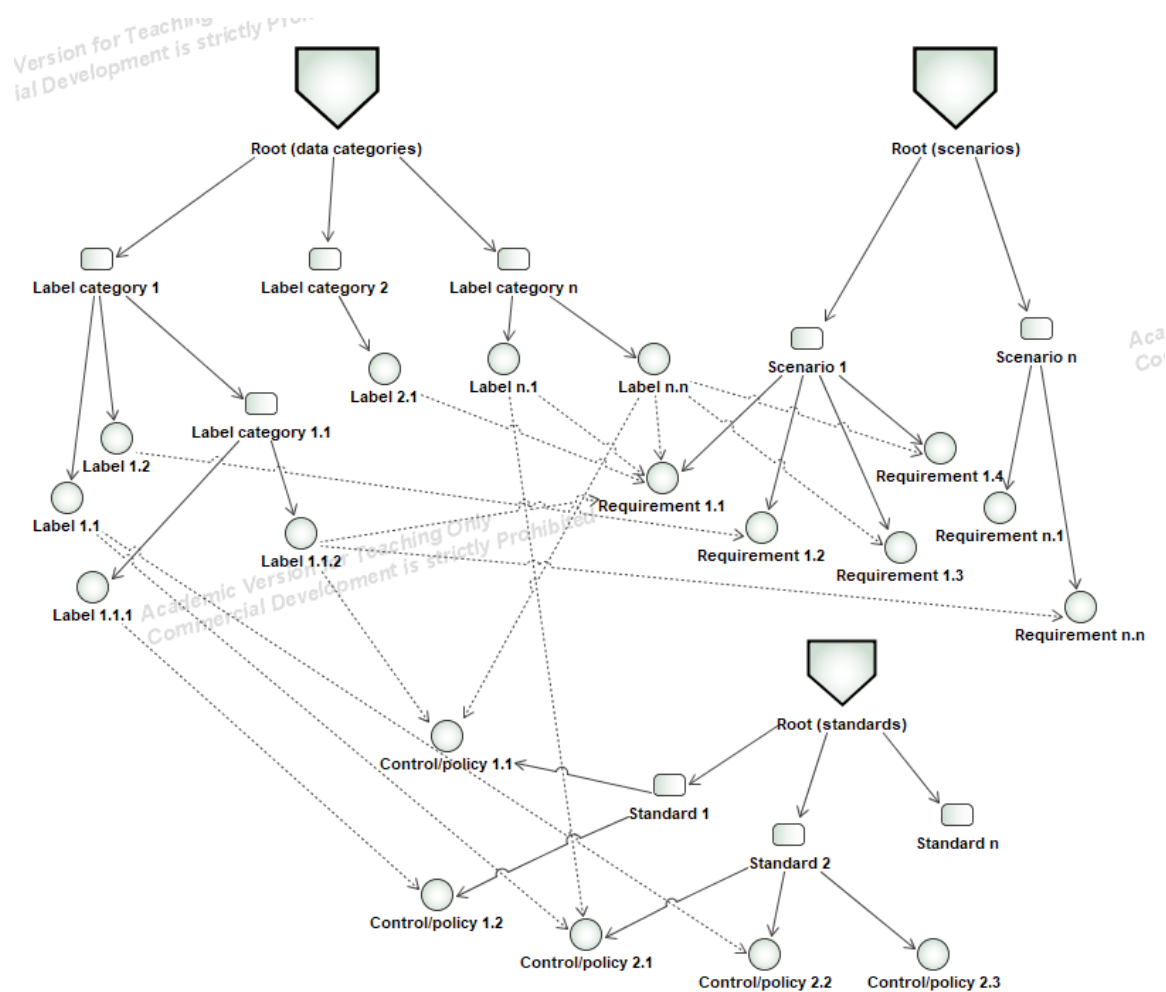 Version for Teaching
ial Development is strictly
Root (data categories)
Root (scenarios)
Label category 1
Label category 2
Label category n
Scenario 1
Scenario n
Label 2.1
Label n.1
Label n.n
Label category 1.1
Label 1.2
Label 1.1
Label 1.1.2
Label 1.1.1
Requirement 1.1
Requirement 1.2
Requirement 1.3
Requirement 1.4
Requirement n.1
Requirement n.n
Academic Version for Teaching Only
Commercial Development is strictly Prohibited
Root (standards)
Control/policy 1.1
Standard 1
Standard 2
Standard n
Control/policy 1.2
Control/policy 2.1
Control/policy 2.2
Control/policy 2.3